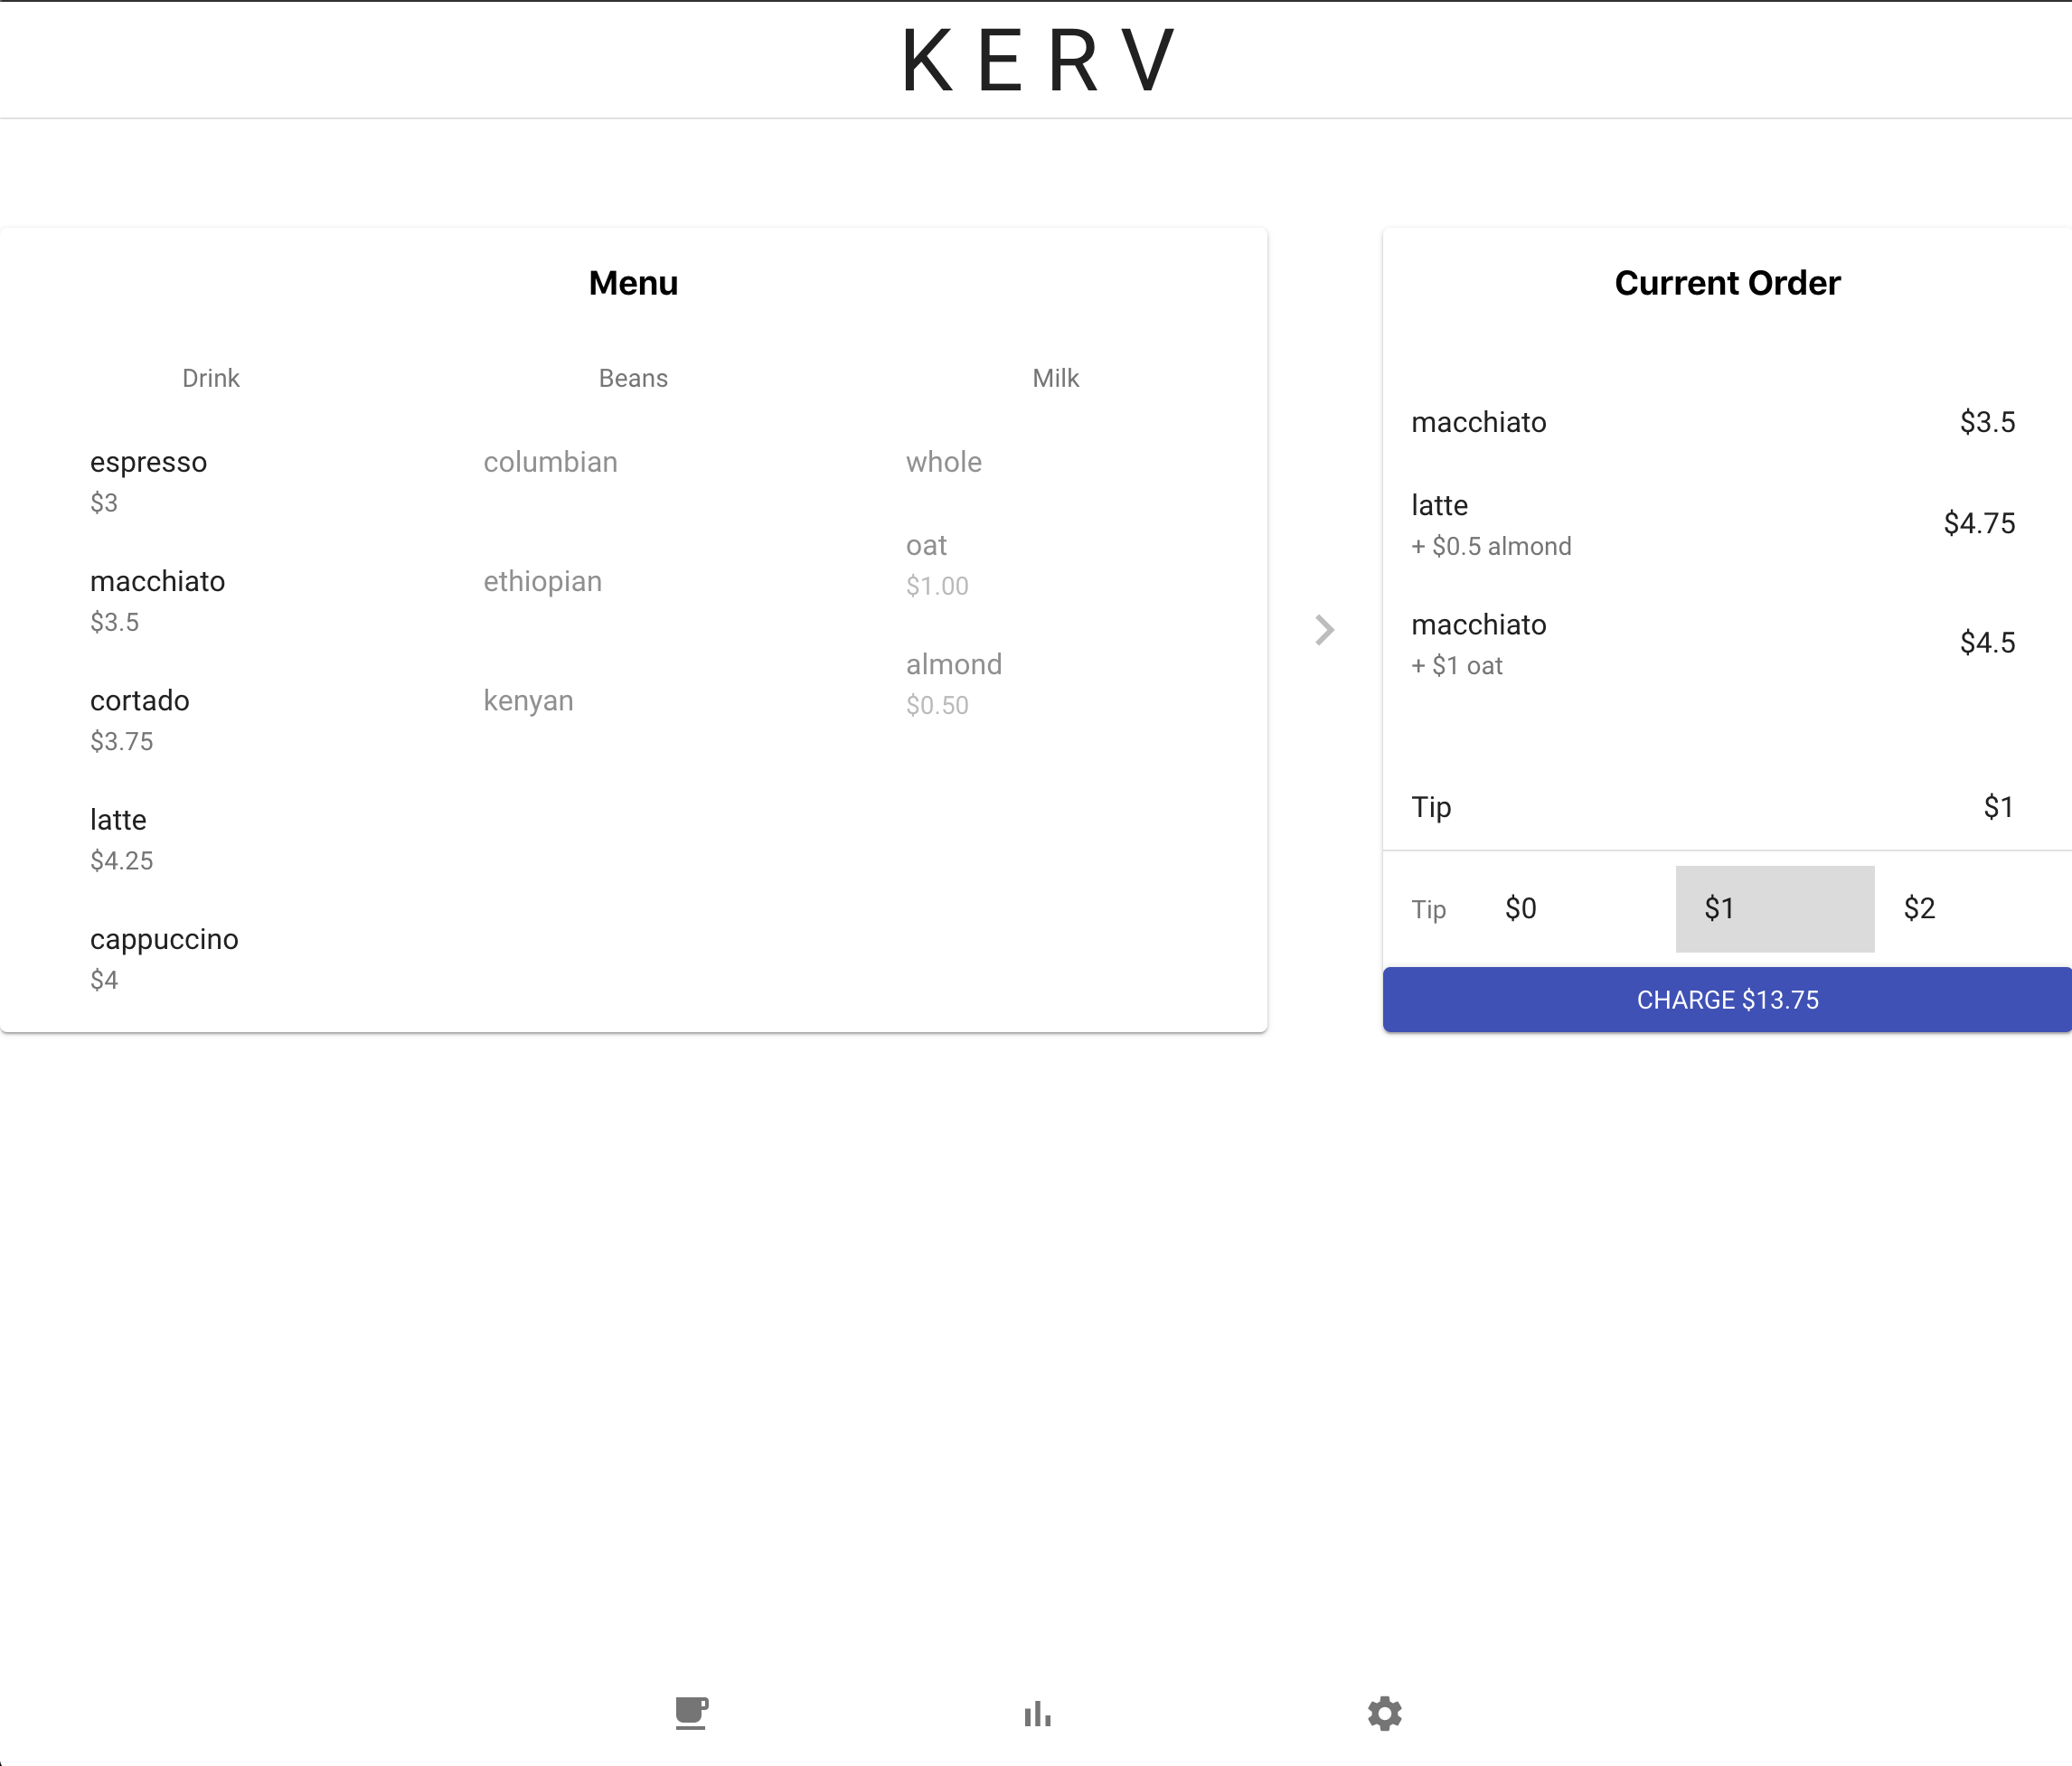 K E R V
Menu
Drink
Beans
Milk
espresso
$3
macchiato
$3.5
cortado
$3.75
latte
$4.25
cappuccino
$4
columbian
ethiopian
kenyan
whole
oat
$1.00
almond
$0.50
Current Order
macchiato $3.5
latte
+ $0.5 almond
$4.75
macchiato
+ $1 oat
$4.5
Tip $1
Tip $0 $1 $2
CHARGE $13.75